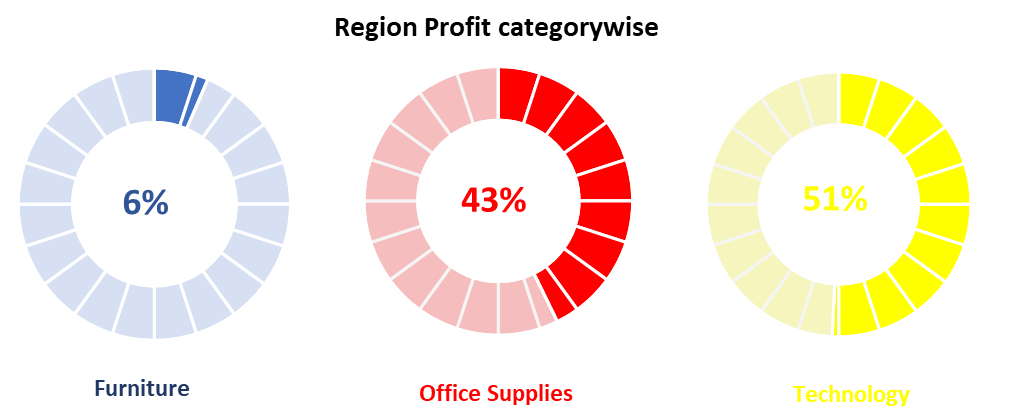 Region Profit categorywise
6%
43%
51%
Furniture
Office Supplies
Technology